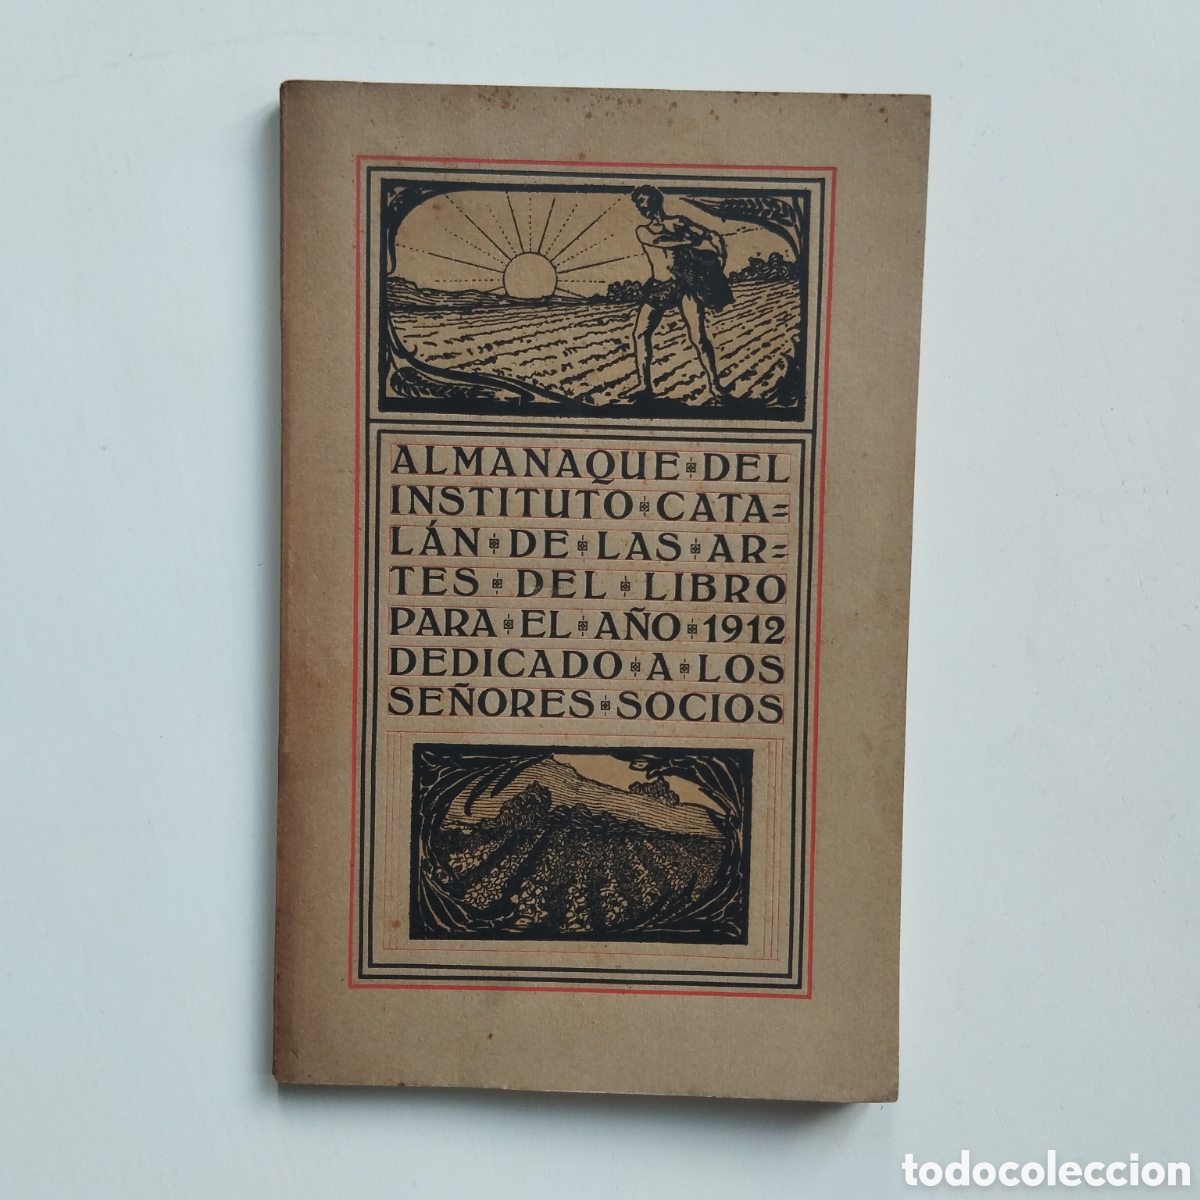 ALMANAQUE DEL
INSTITUTO CATA=
LÁN DE LAS AR=
TES DEL LIBRO
PARA EL AÑO 1912
DEDICADO A LOS
SEÑORES SOCIOS
todocoleccion